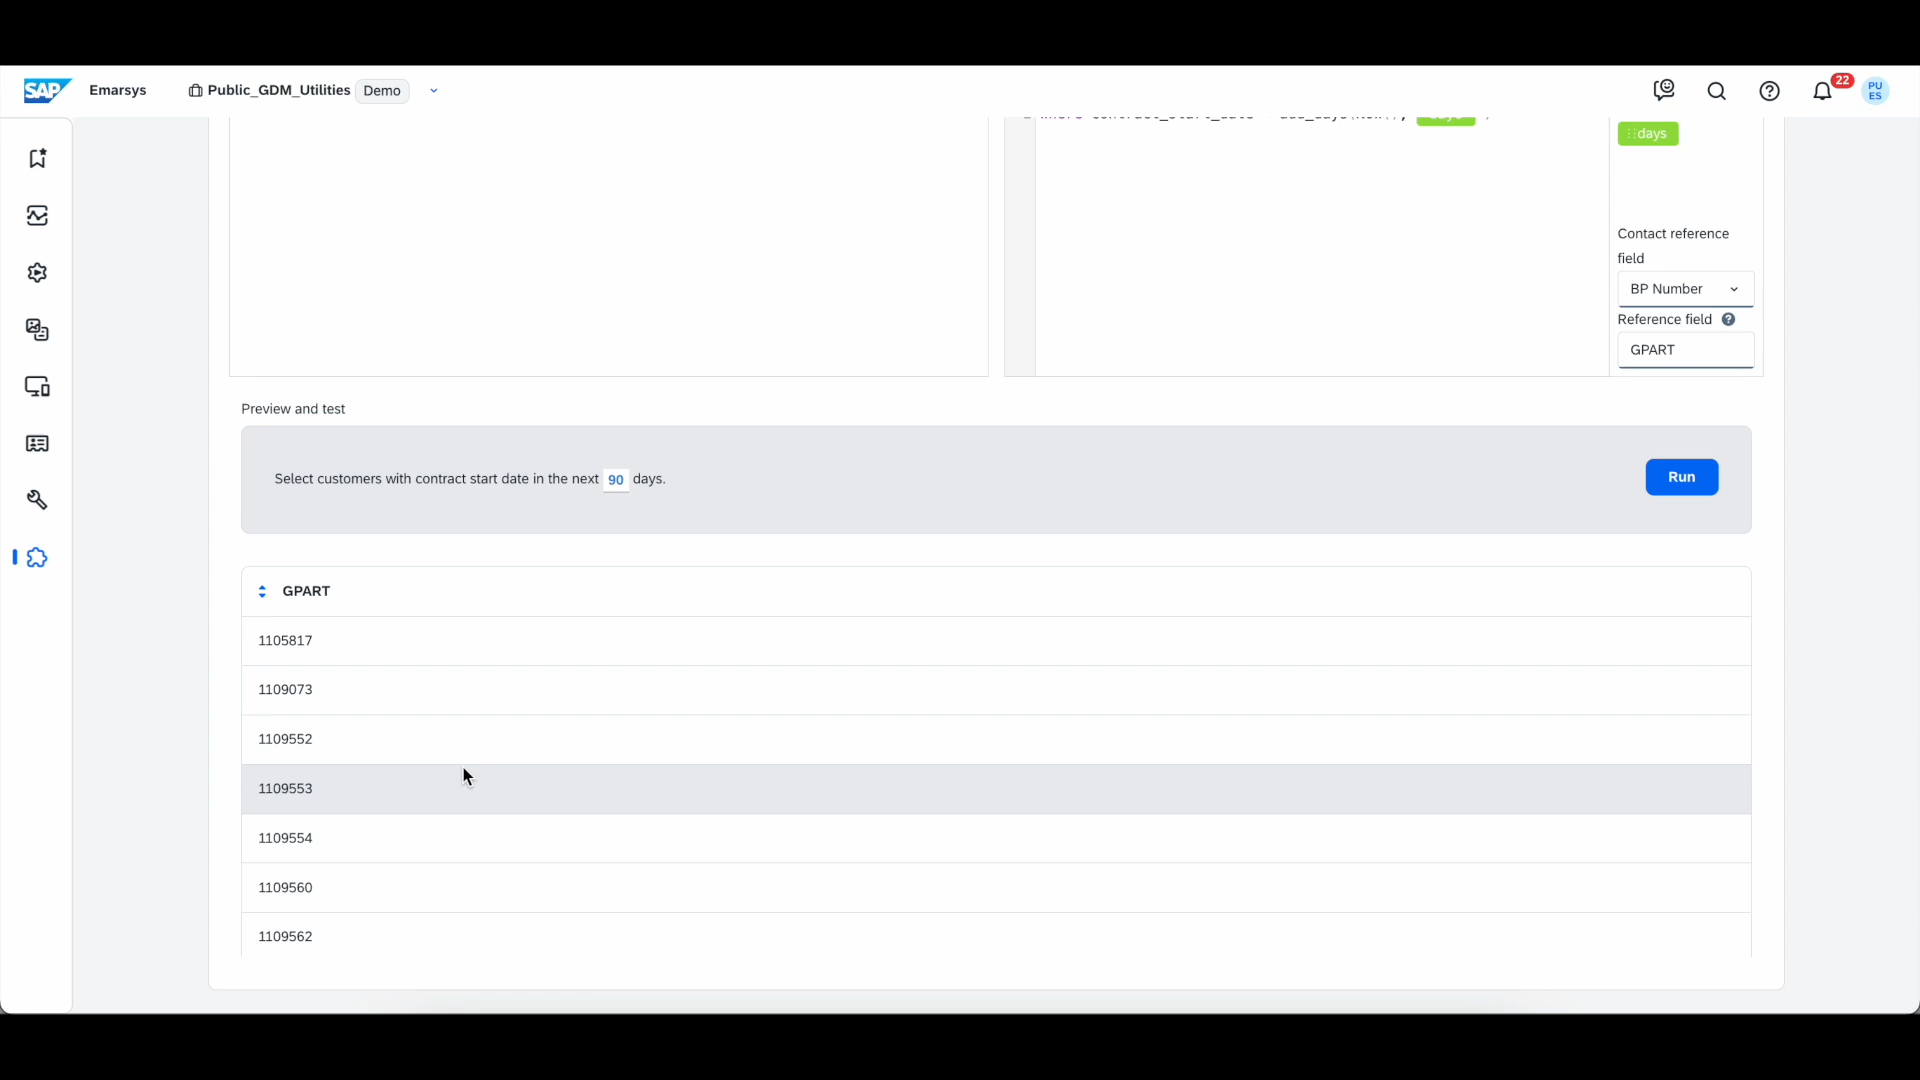 SAP Emarsys Public_GDM_Utilities Demo 22 PU
ES
days
Contact reference
field
BP Number
Reference field
GPART
Preview and test
Select customers with contract start date in the next 90 days. Run
GPART
1105817
1109073
1109552
1109553
1109554
1109560
1109562